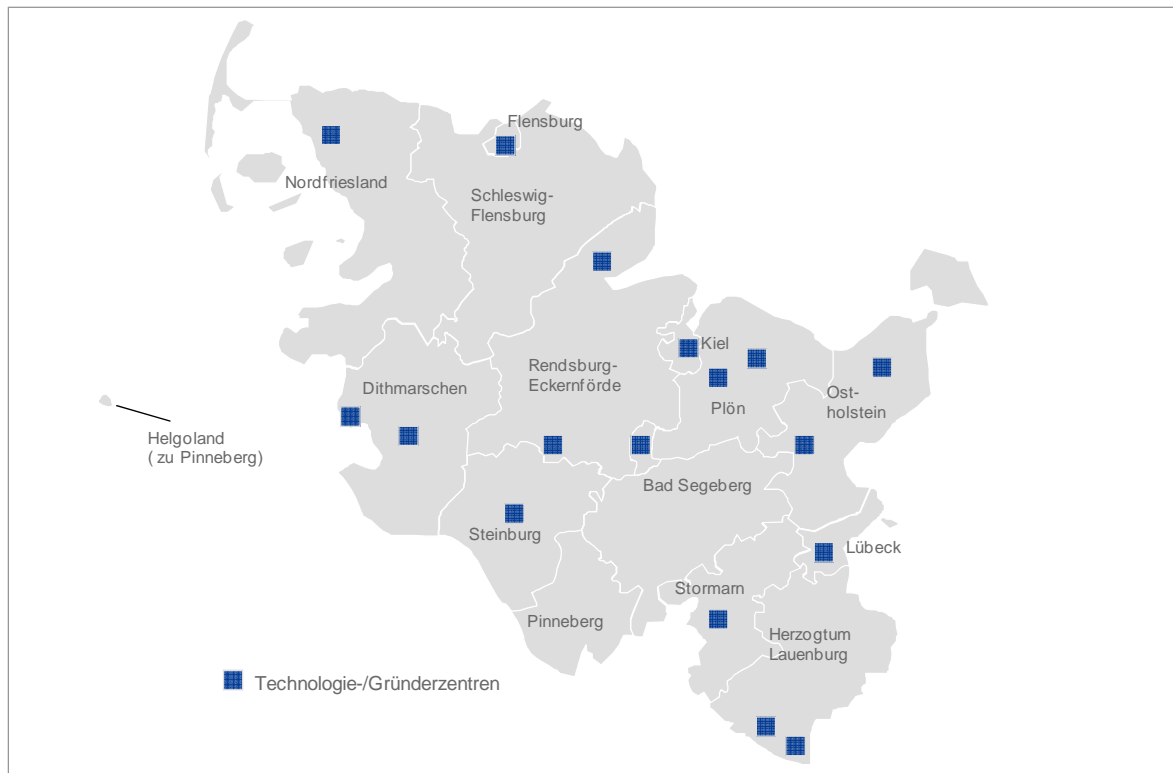 Flensburg
Nordfriesland
Schleswig-
Flensburg
Kiel
Rendsburg-
Eckernförde
Dithmarschen
Ost-
holstein
Plön
Helgoland
( zu Pinneberg)
Bad Segeberg
Steinburg
Lübeck
Stormarn
Pinneberg
Herzogtum
Lauenburg
Technologie-/Gründerzentren